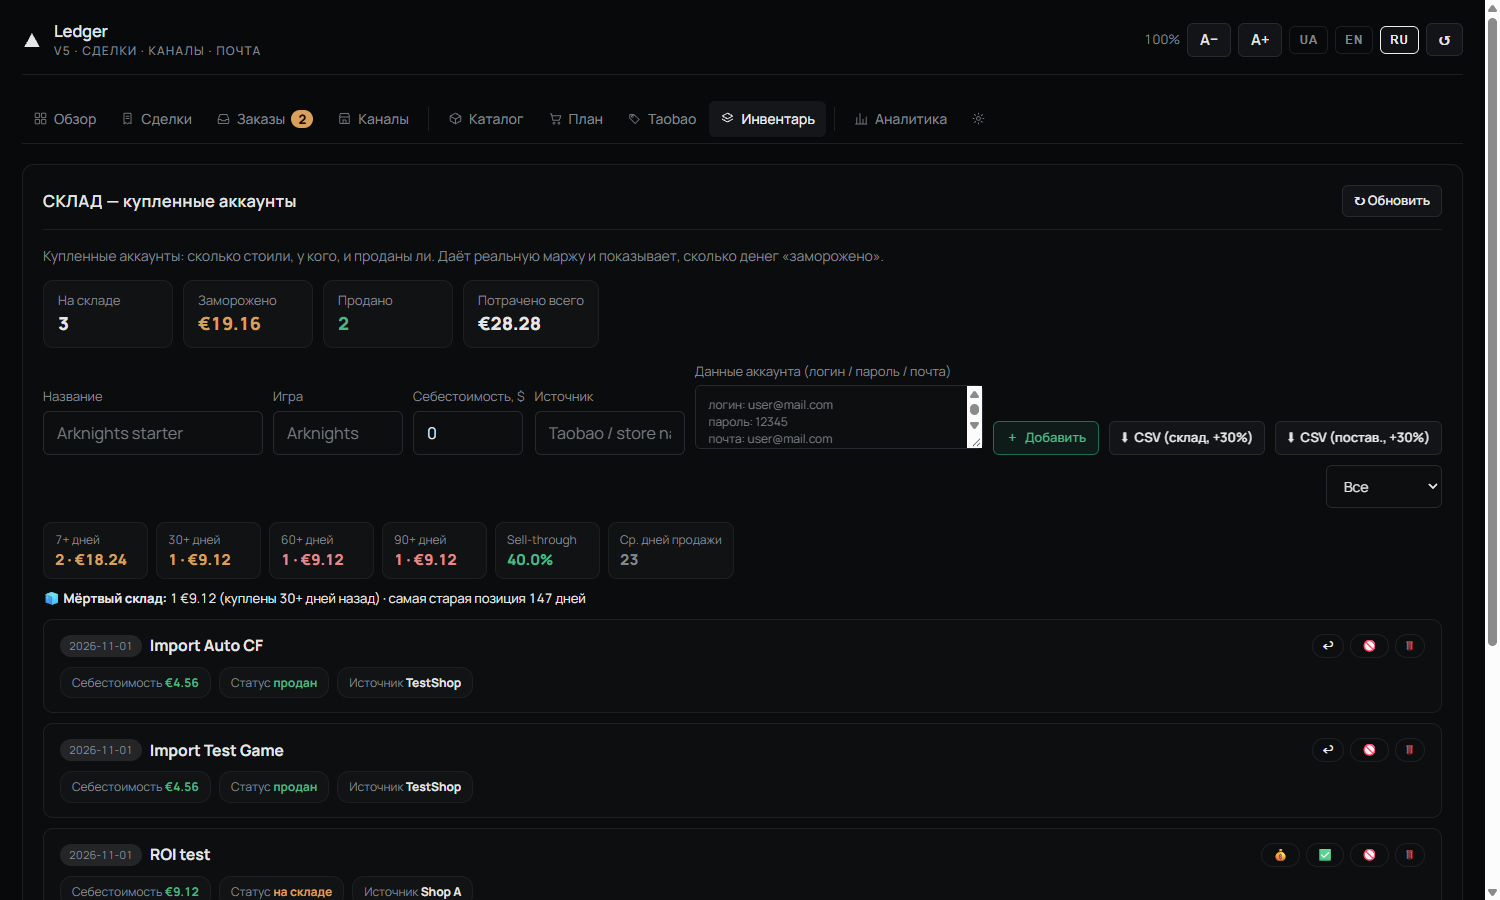 Ledger
V5 · СДЕЛКИ · КАНАЛЫ · ПОЧТА
100% A− A+ UA EN RU ↺
Обзор Сделки Заказы 2 Каналы Каталог План Taobao Инвентарь Аналитика
СКЛАД — купленные аккаунты
↻ Обновить
Купленные аккаунты: сколько стоили, у кого, и проданы ли. Даёт реальную маржу и показывает, сколько денег «заморожено».
На складе Заморожено Продано Потрачено всего
3 €19.16 2 €28.28
Данные аккаунта (логин / пароль / почта)
Название Игра Себестоимость, $ Источник
логин: user@mail.com
пароль: 12345
почта: user@mail.com
Arknights starter Arknights 0 Taobao / store na
+ Добавить ⬇ CSV (склад, +30%) ⬇ CSV (постав., +30%)
Все
7+ дней 30+ дней 60+ дней 90+ дней Sell-through Ср. дней продажи
2 · €18.24 1 · €9.12 1 · €9.12 1 · €9.12 40.0% 23
🧊 Мёртвый склад: 1 €9.12 (куплены 30+ дней назад) · самая старая позиция 147 дней
2026-11-01 Import Auto CF
Себестоимость €4.56 Статус продан Источник TestShop
2026-11-01 Import Test Game
Себестоимость €4.56 Статус продан Источник TestShop
2026-11-01 ROI test
Себестоимость €9.12 Статус на складе Источник Shop A